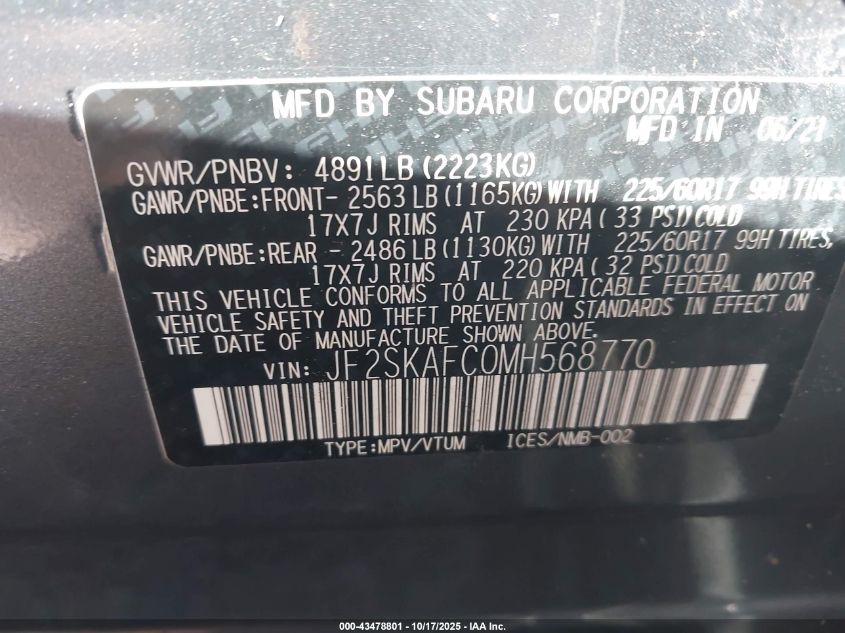 MFD BY SUBARU CORPORATION
MFD IN 06/21
GVWR/PNBV: 4891LB(2223KG)
GAWR/PNBE:FRONT- 2563LB(1165KG)WITH 225/60R17 99H TIRES,
17X7J RIMS AT 230 KPA(33 PSI)COLD
GAWR/PNBE:REAR - 2486LB(1130KG)WITH 225/60R17 99H TIRES,
17X7J RIMS AT 220 KPA(32 PSI)COLD
THIS VEHICLE CONFORMS TO ALL APPLICABLE FEDERAL MOTOR
VEHICLE SAFETY AND THEFT PREVENTION STANDARDS IN EFFECT ON
THE DATE OF MANUFACTURE SHOWN ABOVE.
VIN: JF2SKAFC0MH568770
TYPE:MPV/VTUM ICES/NMB-002
000-43478801 - 10/17/2025 - IAA Inc.